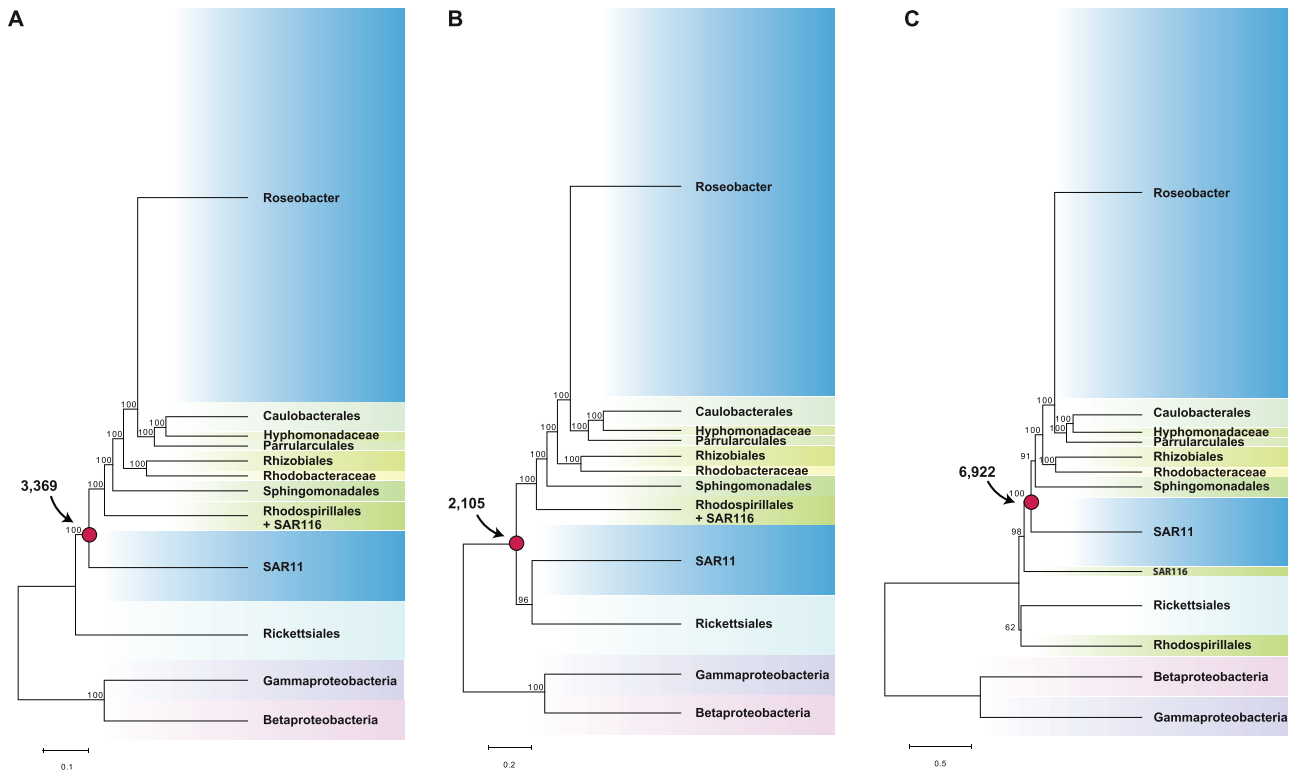 A
Roseobacter
100
100
100
Caulobacterales
Hyphomonadaceae
Parrularculales
100
100
Rhizobiales
Rhodobacteraceae
100
Sphingomonadales
100
Rhodospirillales
+ SAR116
3,369
100
SAR11
Rickettsiales
100
Gammaproteobacteria
Betaproteobacteria
0.1
B
Roseobacter
100
100
100
Caulobacterales
Hyphomonadaceae
Parrularculales
100
100
Rhizobiales
Rhodobacteraceae
100
Sphingomonadales
100
Rhodospirillales
+ SAR116
2,105
SAR11
96
Rickettsiales
100
Gammaproteobacteria
Betaproteobacteria
0.2
C
Roseobacter
100
100
100
Caulobacterales
Hyphomonadaceae
Parrularculales
91
100
Rhizobiales
Rhodobacteraceae
Sphingomonadales
6,922
100
SAR11
98
SAR116
Rickettsiales
62
Rhodospirillales
Betaproteobacteria
Gammaproteobacteria
0.5